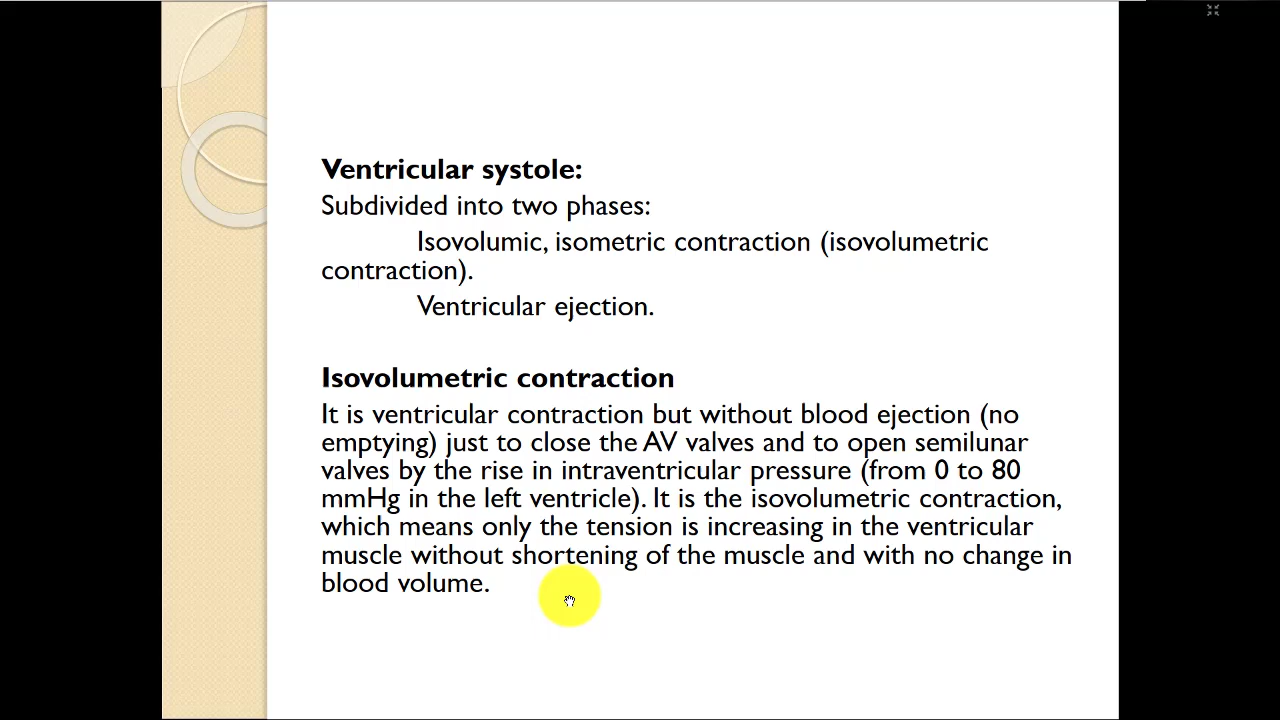 Ventricular systole:
Subdivided into two phases:
Isovolumic, isometric contraction (isovolumetric
contraction).
Ventricular ejection.
Isovolumetric contraction
It is ventricular contraction but without blood ejection (no
emptying) just to close the AV valves and to open semilunar
valves by the rise in intraventricular pressure (from 0 to 80
mmHg in the left ventricle). It is the isovolumetric contraction,
which means only the tension is increasing in the ventricular
muscle without shortening of the muscle and with no change in
blood volume.